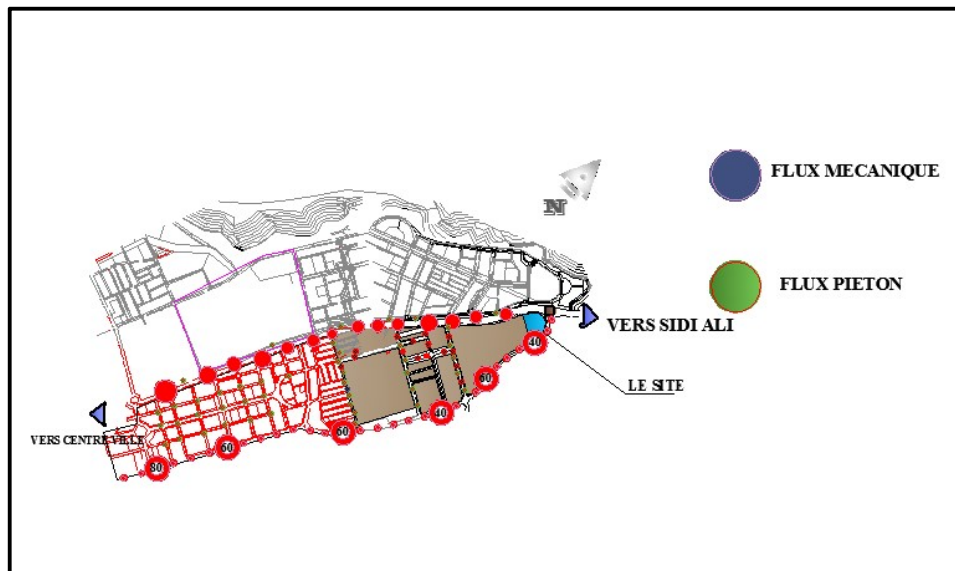 FLUX MECANIQUE
N
FLUX PIETON
VERS SIDI ALI
40
LE SITE
60
40
VERS CENTRE VILLE
60
60
80